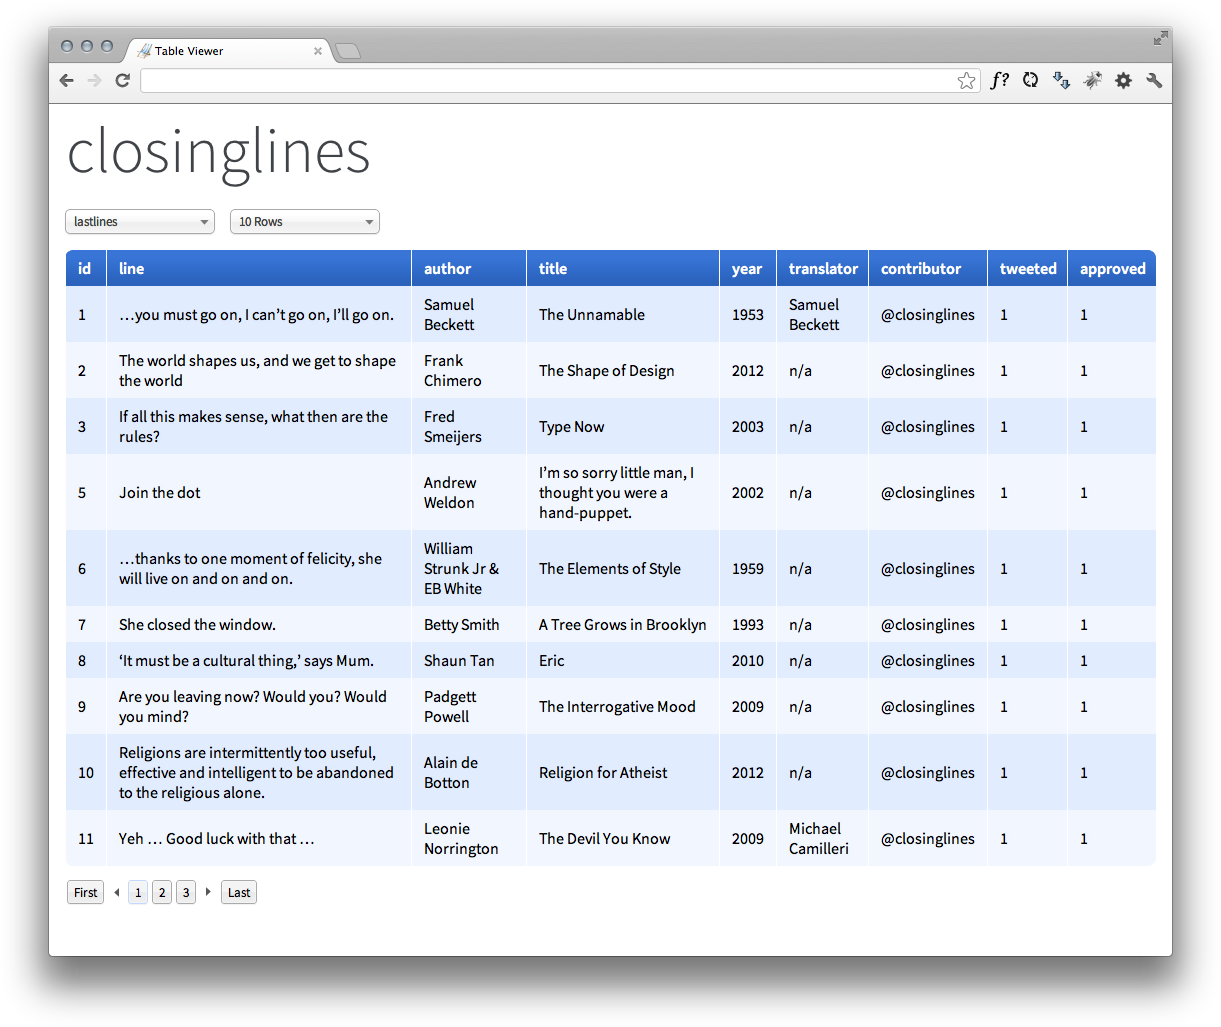 Table Viewer
f?
closinglines
lastlines 10 Rows
id line author title year translator contributor tweeted approved
1 …you must go on, I can’t go on, I’ll go on. Samuel Beckett The Unnamable 1953 Samuel Beckett @closinglines 1 1
2 The world shapes us, and we get to shape the world Frank Chimero The Shape of Design 2012 n/a @closinglines 1 1
3 If all this makes sense, what then are the rules? Fred Smeijers Type Now 2003 n/a @closinglines 1 1
5 Join the dot Andrew Weldon I’m so sorry little man, I thought you were a hand-puppet. 2002 n/a @closinglines 1 1
6 …thanks to one moment of felicity, she will live on and on and on. William Strunk Jr & EB White The Elements of Style 1959 n/a @closinglines 1 1
7 She closed the window. Betty Smith A Tree Grows in Brooklyn 1993 n/a @closinglines 1 1
8 ‘It must be a cultural thing,’ says Mum. Shaun Tan Eric 2010 n/a @closinglines 1 1
9 Are you leaving now? Would you? Would you mind? Padgett Powell The Interrogative Mood 2009 n/a @closinglines 1 1
10 Religions are intermittently too useful, effective and intelligent to be abandoned to the religious alone. Alain de Botton Religion for Atheist 2012 n/a @closinglines 1 1
11 Yeh … Good luck with that … Leonie Norrington The Devil You Know 2009 Michael Camilleri @closinglines 1 1
First 1 2 3 Last